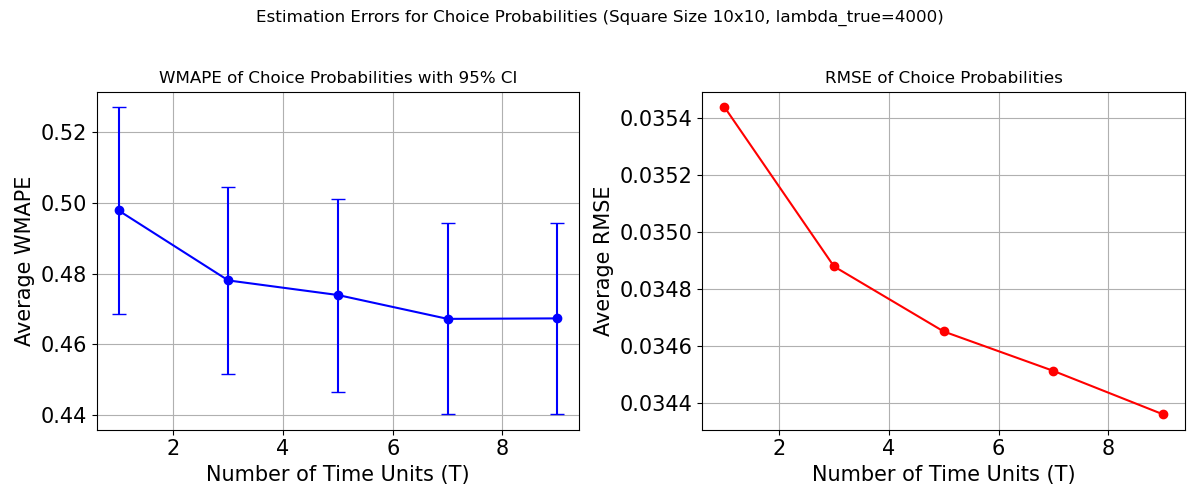 Estimation Errors for Choice Probabilities (Square Size 10x10, lambda_true=4000)
WMAPE of Choice Probabilities with 95% CI
Average WMAPE
0.52
0.50
0.48
0.46
0.44
2 4 6 8
Number of Time Units (T)
RMSE of Choice Probabilities
Average RMSE
0.0354
0.0352
0.0350
0.0348
0.0346
0.0344
2 4 6 8
Number of Time Units (T)